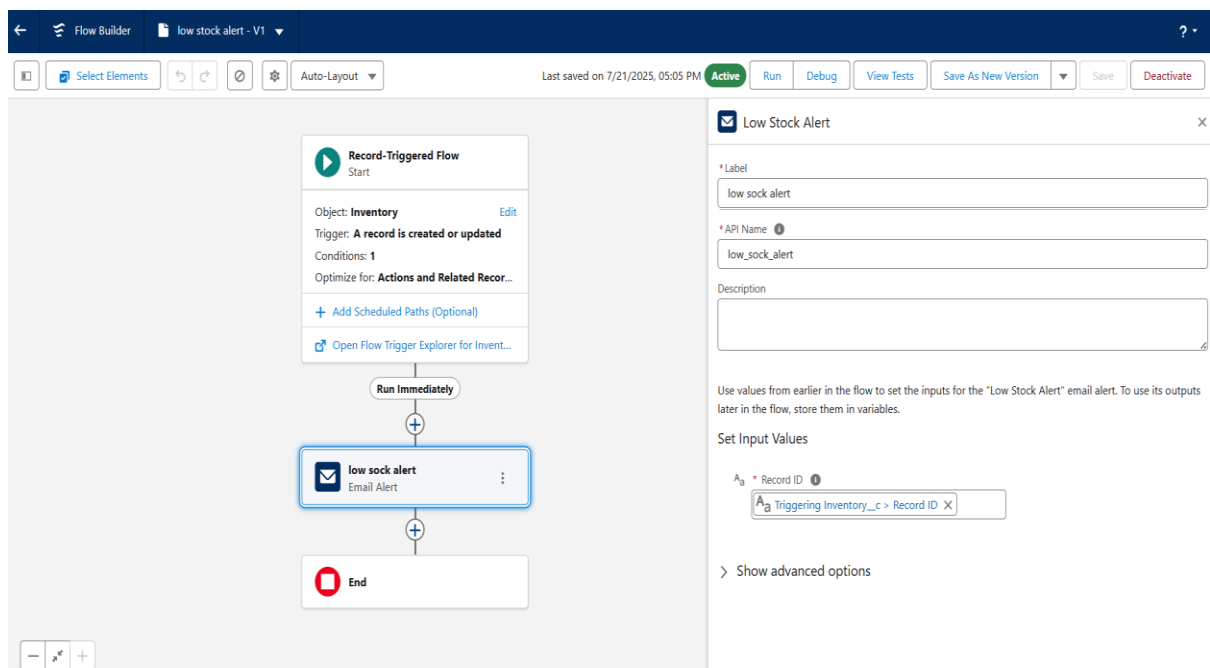 Flow Builder
low stock alert - V1
? 
Select Elements
Auto-Layout
Last saved on 7/21/2025, 05:05 PM
Active
Run
Debug
View Tests
Save As New Version
Save
Deactivate
Record-Triggered Flow
Start
Object: Inventory
Edit
Trigger: A record is created or updated
Conditions: 1
Optimize for: Actions and Related Recor...
+ Add Scheduled Paths (Optional)
Open Flow Trigger Explorer for Invent...
Run Immediately
low sock alert
Email Alert
End
Low Stock Alert
* Label
low sock alert
* API Name
low_sock_alert
Description
Use values from earlier in the flow to set the inputs for the "Low Stock Alert" email alert. To use its outputs
later in the flow, store them in variables.
Set Input Values
Aa * Record ID
Aa Triggering Inventory__c > Record ID X
Show advanced options